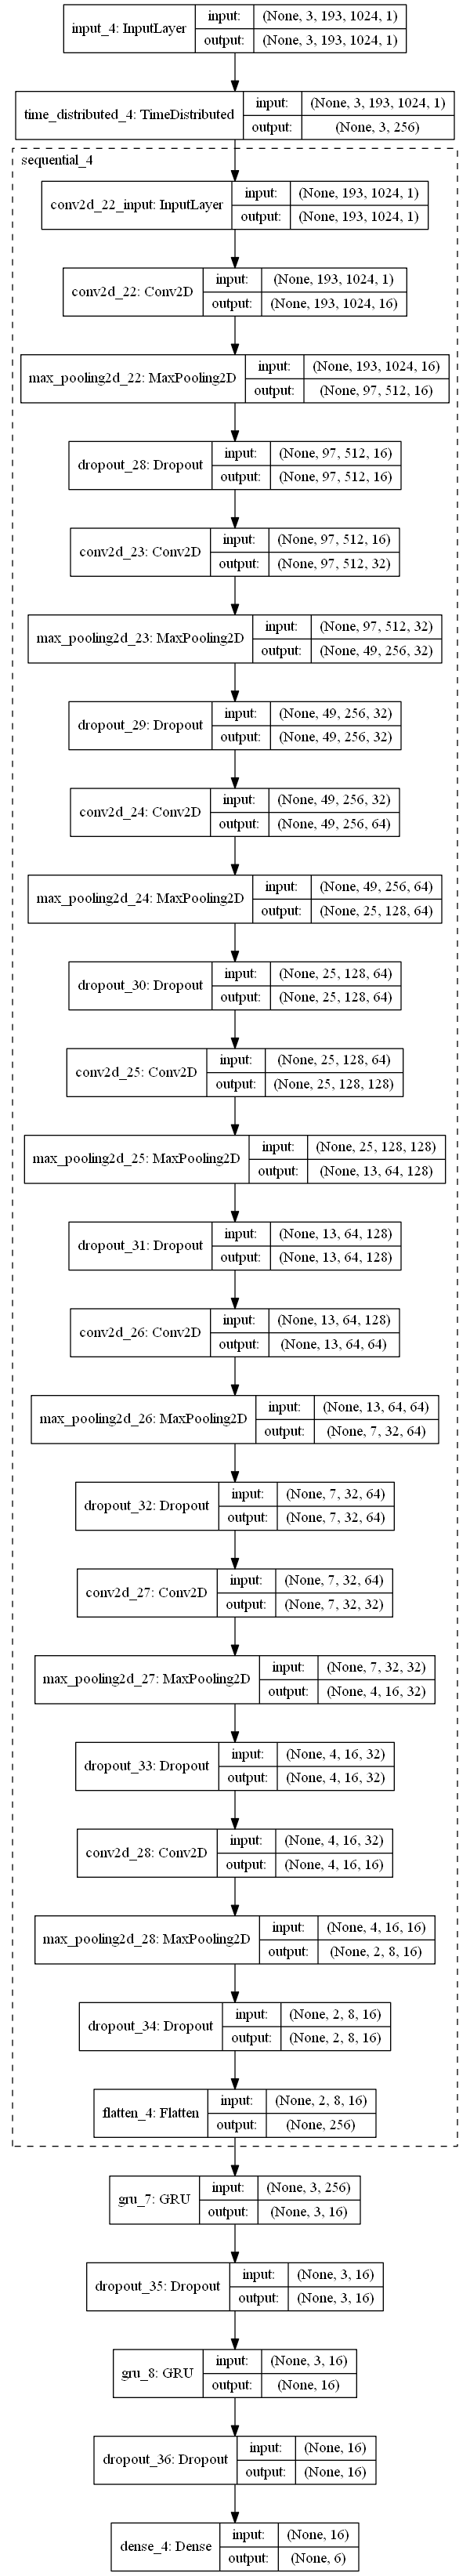 input_4: InputLayer
input: (None, 3, 193, 1024, 1)
output: (None, 3, 193, 1024, 1)
time_distributed_4: TimeDistributed
input: (None, 3, 193, 1024, 1)
output: (None, 3, 256)
sequential_4
conv2d_22_input: InputLayer
input: (None, 193, 1024, 1)
output: (None, 193, 1024, 1)
conv2d_22: Conv2D
input: (None, 193, 1024, 1)
output: (None, 193, 1024, 16)
max_pooling2d_22: MaxPooling2D
input: (None, 193, 1024, 16)
output: (None, 97, 512, 16)
dropout_28: Dropout
input: (None, 97, 512, 16)
output: (None, 97, 512, 16)
conv2d_23: Conv2D
input: (None, 97, 512, 16)
output: (None, 97, 512, 32)
max_pooling2d_23: MaxPooling2D
input: (None, 97, 512, 32)
output: (None, 49, 256, 32)
dropout_29: Dropout
input: (None, 49, 256, 32)
output: (None, 49, 256, 32)
conv2d_24: Conv2D
input: (None, 49, 256, 32)
output: (None, 49, 256, 64)
max_pooling2d_24: MaxPooling2D
input: (None, 49, 256, 64)
output: (None, 25, 128, 64)
dropout_30: Dropout
input: (None, 25, 128, 64)
output: (None, 25, 128, 64)
conv2d_25: Conv2D
input: (None, 25, 128, 64)
output: (None, 25, 128, 128)
max_pooling2d_25: MaxPooling2D
input: (None, 25, 128, 128)
output: (None, 13, 64, 128)
dropout_31: Dropout
input: (None, 13, 64, 128)
output: (None, 13, 64, 128)
conv2d_26: Conv2D
input: (None, 13, 64, 128)
output: (None, 13, 64, 64)
max_pooling2d_26: MaxPooling2D
input: (None, 13, 64, 64)
output: (None, 7, 32, 64)
dropout_32: Dropout
input: (None, 7, 32, 64)
output: (None, 7, 32, 64)
conv2d_27: Conv2D
input: (None, 7, 32, 64)
output: (None, 7, 32, 32)
max_pooling2d_27: MaxPooling2D
input: (None, 7, 32, 32)
output: (None, 4, 16, 32)
dropout_33: Dropout
input: (None, 4, 16, 32)
output: (None, 4, 16, 32)
conv2d_28: Conv2D
input: (None, 4, 16, 32)
output: (None, 4, 16, 16)
max_pooling2d_28: MaxPooling2D
input: (None, 4, 16, 16)
output: (None, 2, 8, 16)
dropout_34: Dropout
input: (None, 2, 8, 16)
output: (None, 2, 8, 16)
flatten_4: Flatten
input: (None, 2, 8, 16)
output: (None, 256)
gru_7: GRU
input: (None, 3, 256)
output: (None, 3, 16)
dropout_35: Dropout
input: (None, 3, 16)
output: (None, 3, 16)
gru_8: GRU
input: (None, 3, 16)
output: (None, 16)
dropout_36: Dropout
input: (None, 16)
output: (None, 16)
dense_4: Dense
input: (None, 16)
output: (None, 6)